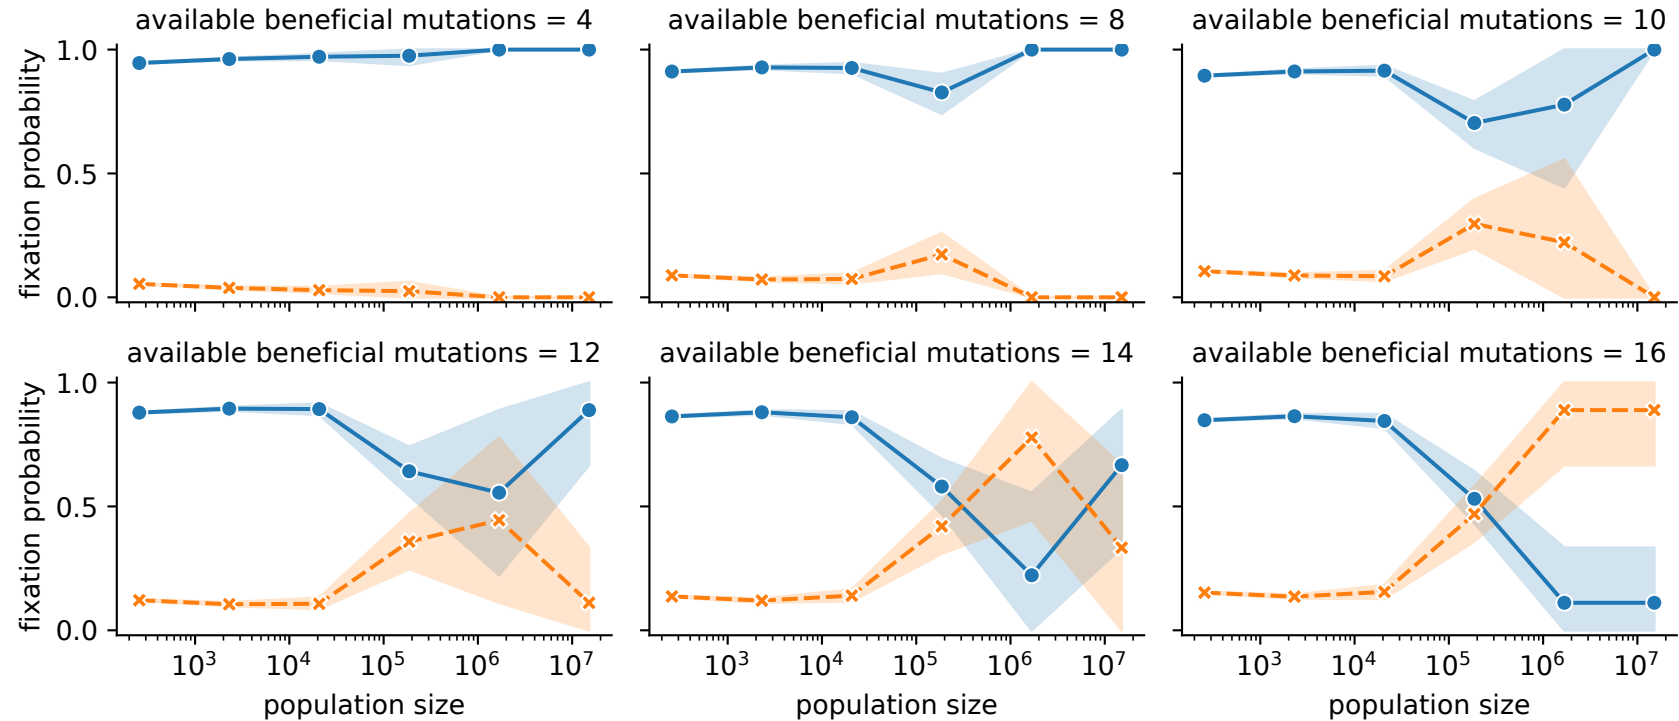 available beneficial mutations = 4
available beneficial mutations = 8
available beneficial mutations = 10
fixation probability
1.0
0.5
0.0
available beneficial mutations = 12
available beneficial mutations = 14
available beneficial mutations = 16
fixation probability
1.0
0.5
0.0
10³ 10⁴ 10⁵ 10⁶ 10⁷
10³ 10⁴ 10⁵ 10⁶ 10⁷
10³ 10⁴ 10⁵ 10⁶ 10⁷
population size
population size
population size